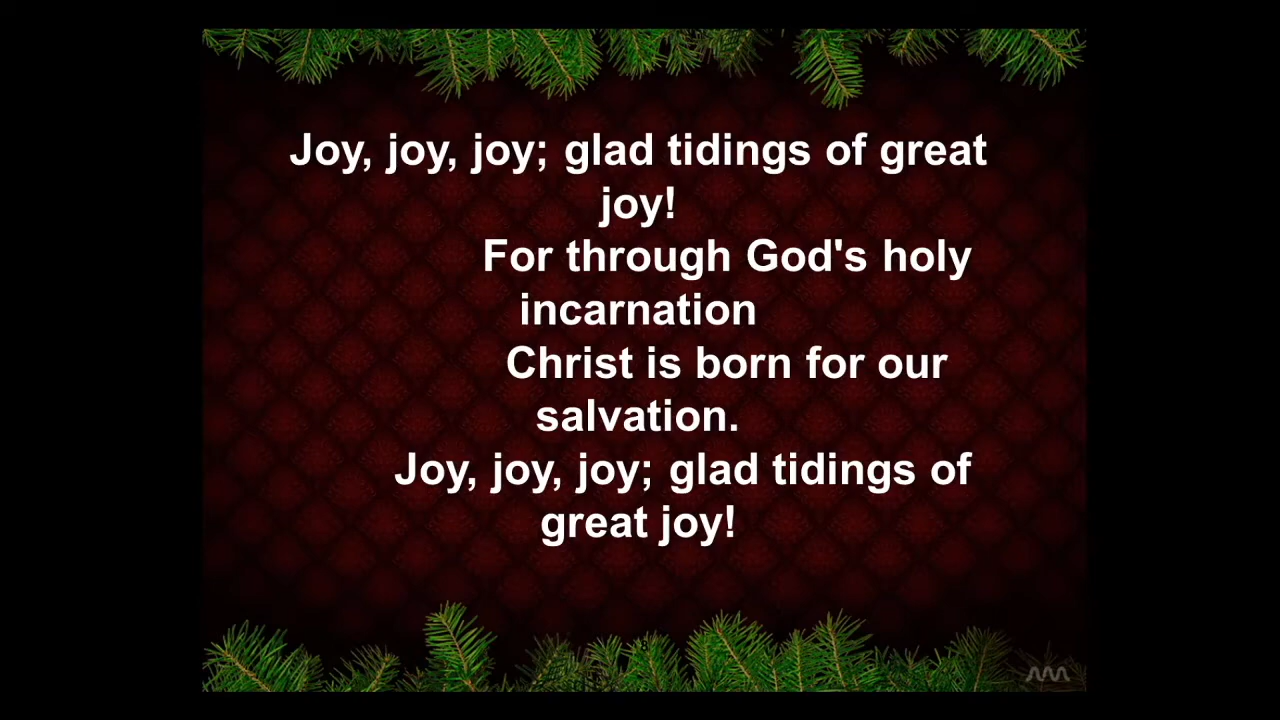 Joy, joy, joy; glad tidings of great
joy!
For through God's holy
incarnation
Christ is born for our
salvation.
Joy, joy, joy; glad tidings of
great joy!